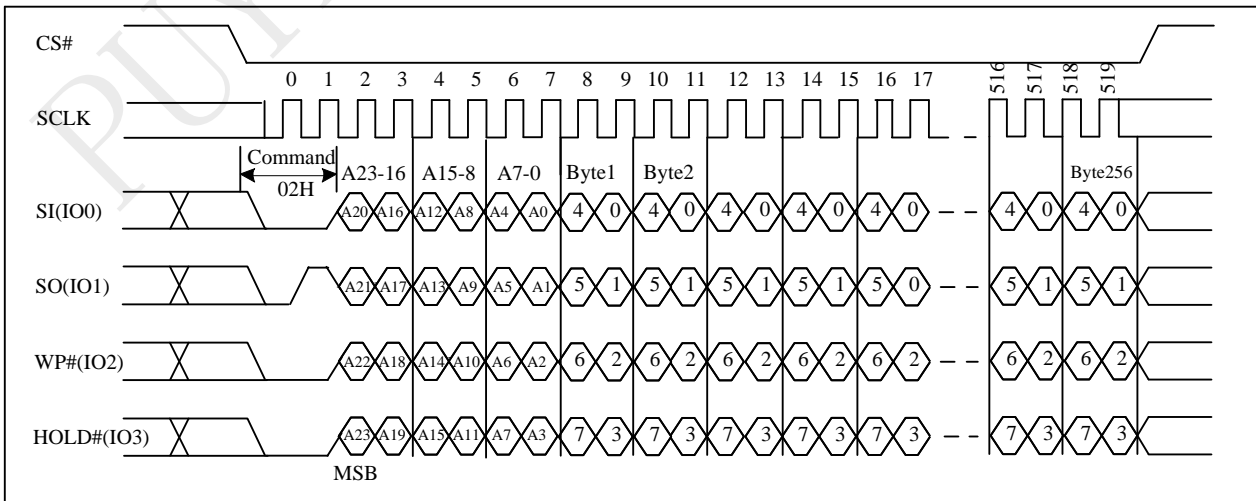 PUY
CS#
0 1 2 3 4 5 6 7 8 9 10 11 12 13 14 15 16 17 516 517 518 519
SCLK
Command
02H
A23-16 A15-8 A7-0 Byte1 Byte2 Byte256
SI(IO0) A20 A16 A12 A8 A4 A0 4 0 4 0 4 0 4 0 4 0 4 0 4 0
SO(IO1) A21 A17 A13 A9 A5 A1 5 1 5 1 5 1 5 1 5 0 5 1 5 1
WP#(IO2) A22 A18 A14 A10 A6 A2 6 2 6 2 6 2 6 2 6 2 6 2 6 2
HOLD#(IO3) A23 A19 A15 A11 A7 A3 7 3 7 3 7 3 7 3 7 3 7 3 7 3
MSB